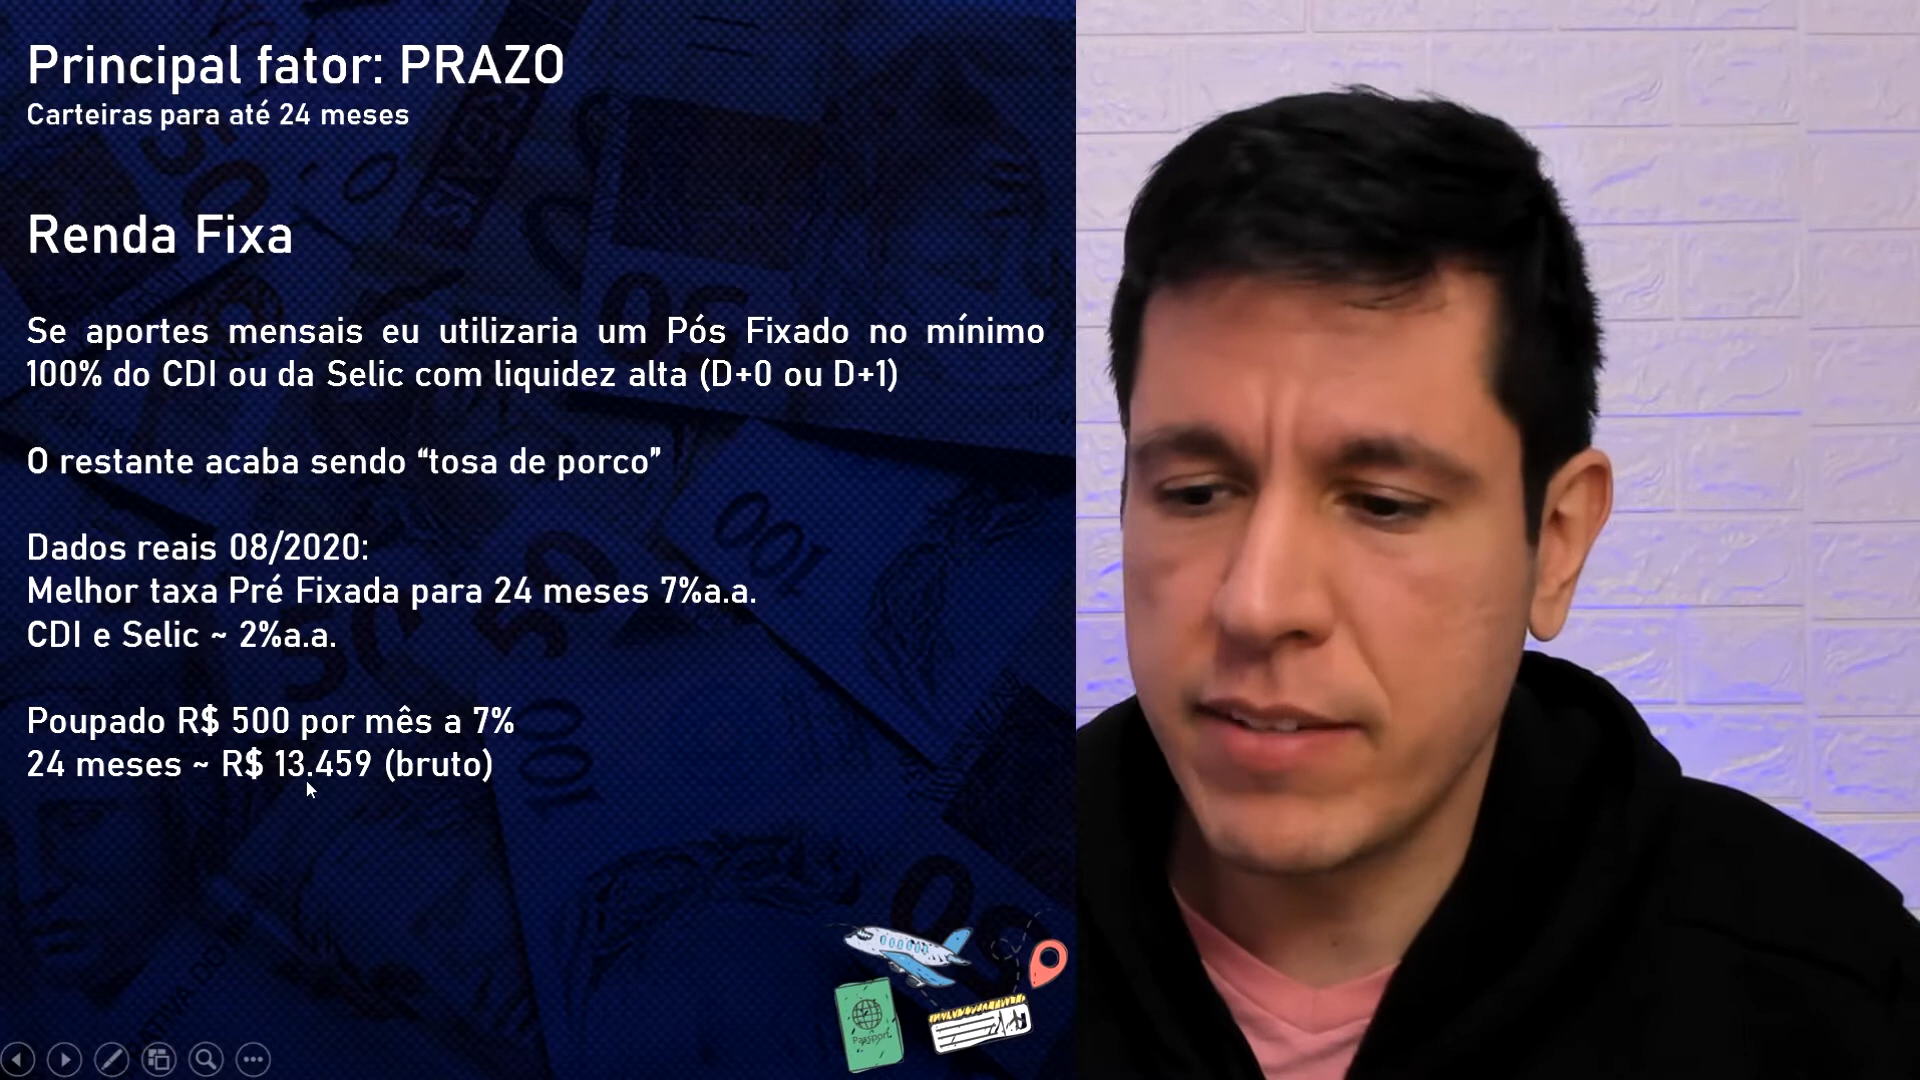 Principal fator: PRAZO
Carteiras para até 24 meses
Renda Fixa
Se aportes mensais eu utilizaria um Pós Fixado no mínimo
100% do CDI ou da Selic com liquidez alta (D+0 ou D+1)
O restante acaba sendo “tosa de porco”
Dados reais 08/2020:
Melhor taxa Pré Fixada para 24 meses 7%a.a.
CDI e Selic ~ 2%a.a.
Poupado R$ 500 por mês a 7%
24 meses ~ R$ 13.459 (bruto)
Passport